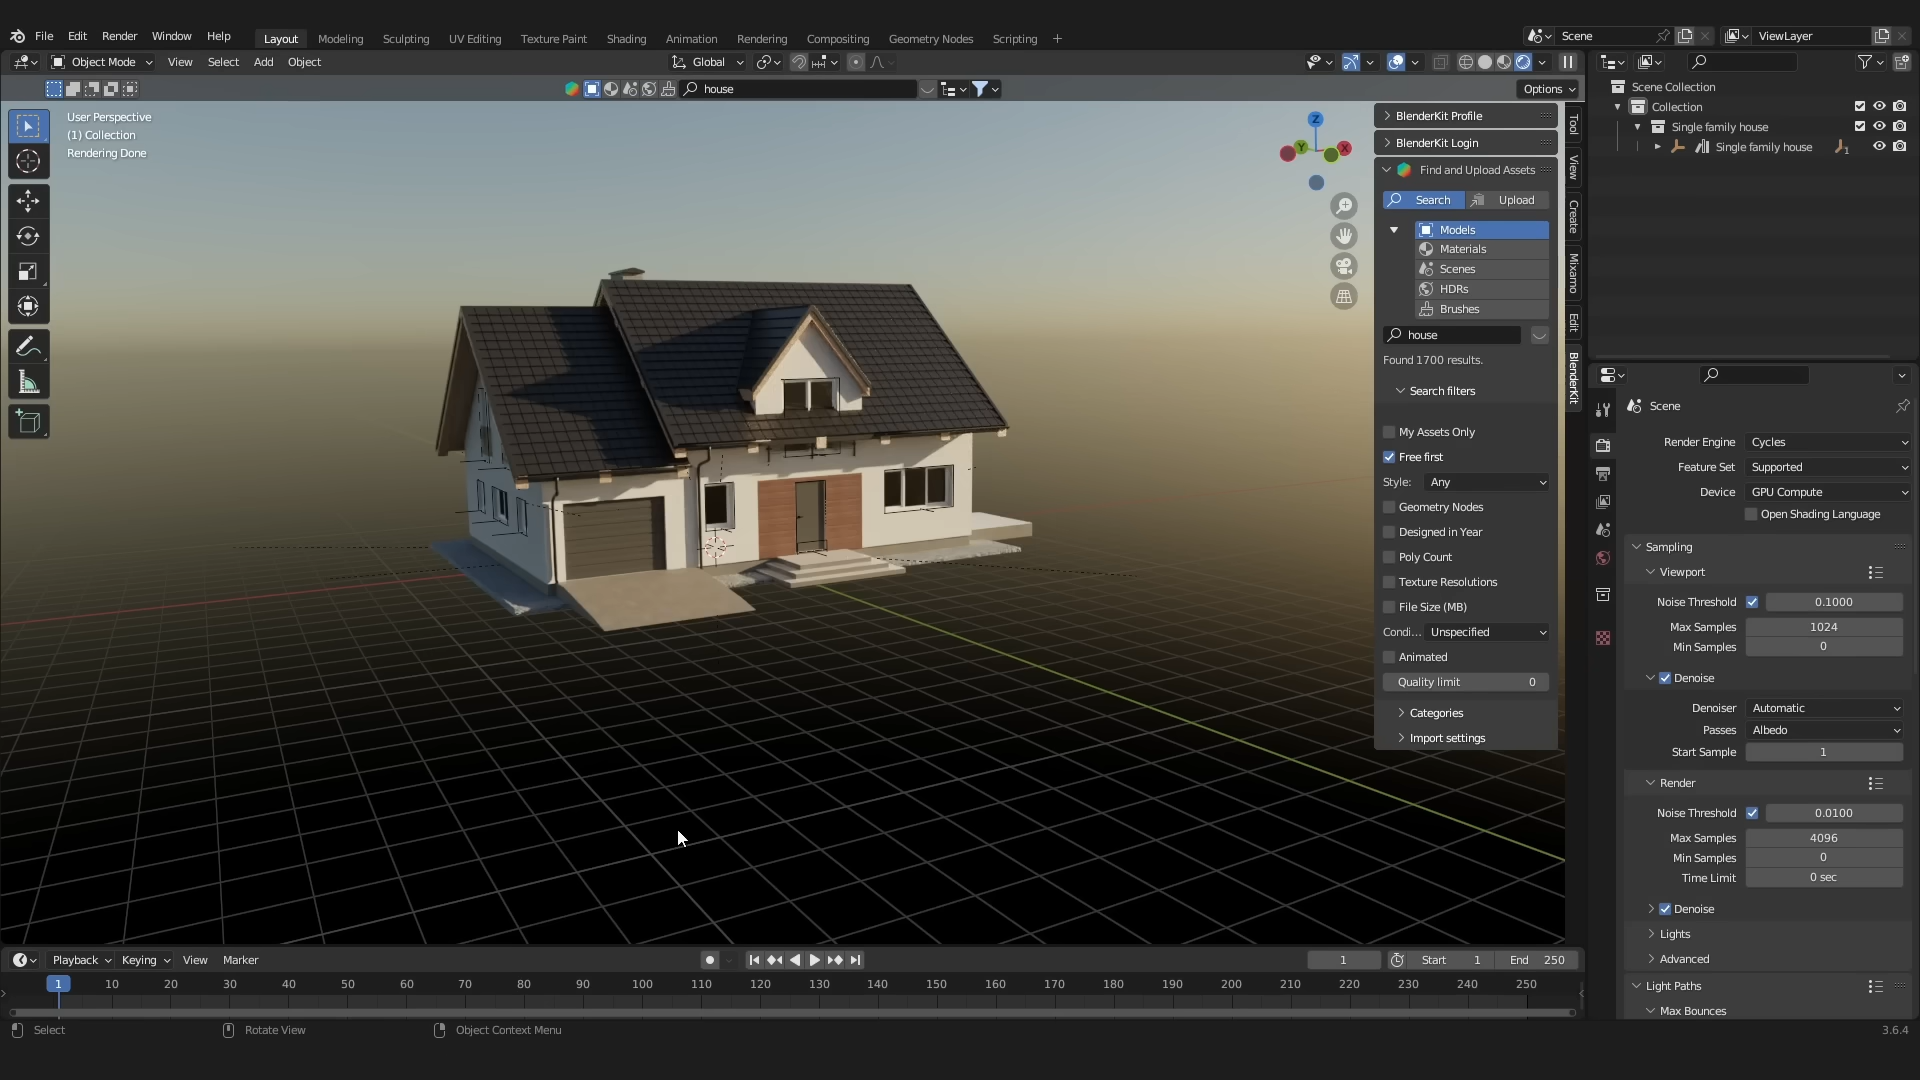 File Edit Render Window Help
Layout Modeling Sculpting UV Editing Texture Paint Shading Animation Rendering Compositing Geometry Nodes Scripting +
Scene
ViewLayer
Object Mode View Select Add Object
Global
house
Options
User Perspective
(1) Collection
Rendering Done
Z
Y
X
BlenderKit Profile
BlenderKit Login
Find and Upload Assets
Search Upload
Models
Materials
Scenes
HDRs
Brushes
house
Found 1700 results.
Search filters
My Assets Only
Free first
Style: Any
Geometry Nodes
Designed in Year
Poly Count
Texture Resolutions
File Size (MB)
Condi... Unspecified
Animated
Quality limit 0
Categories
Import settings
Tool
View
Create
Mixamo
Edit
BlenderKit
Scene Collection
Collection
Single family house
Single family house 1
Scene
Render Engine Cycles
Feature Set Supported
Device GPU Compute
Open Shading Language
Sampling
Viewport
Noise Threshold 0.1000
Max Samples 1024
Min Samples 0
Denoise
Denoiser Automatic
Passes Albedo
Start Sample 1
Render
Noise Threshold 0.0100
Max Samples 4096
Min Samples 0
Time Limit 0 sec
Denoise
Lights
Advanced
Light Paths
Max Bounces
Playback Keying View Marker
1 Start 1 End 250
1 10 20 30 40 50 60 70 80 90 100 110 120 130 140 150 160 170 180 190 200 210 220 230 240 250
Select Rotate View Object Context Menu
3.6.4